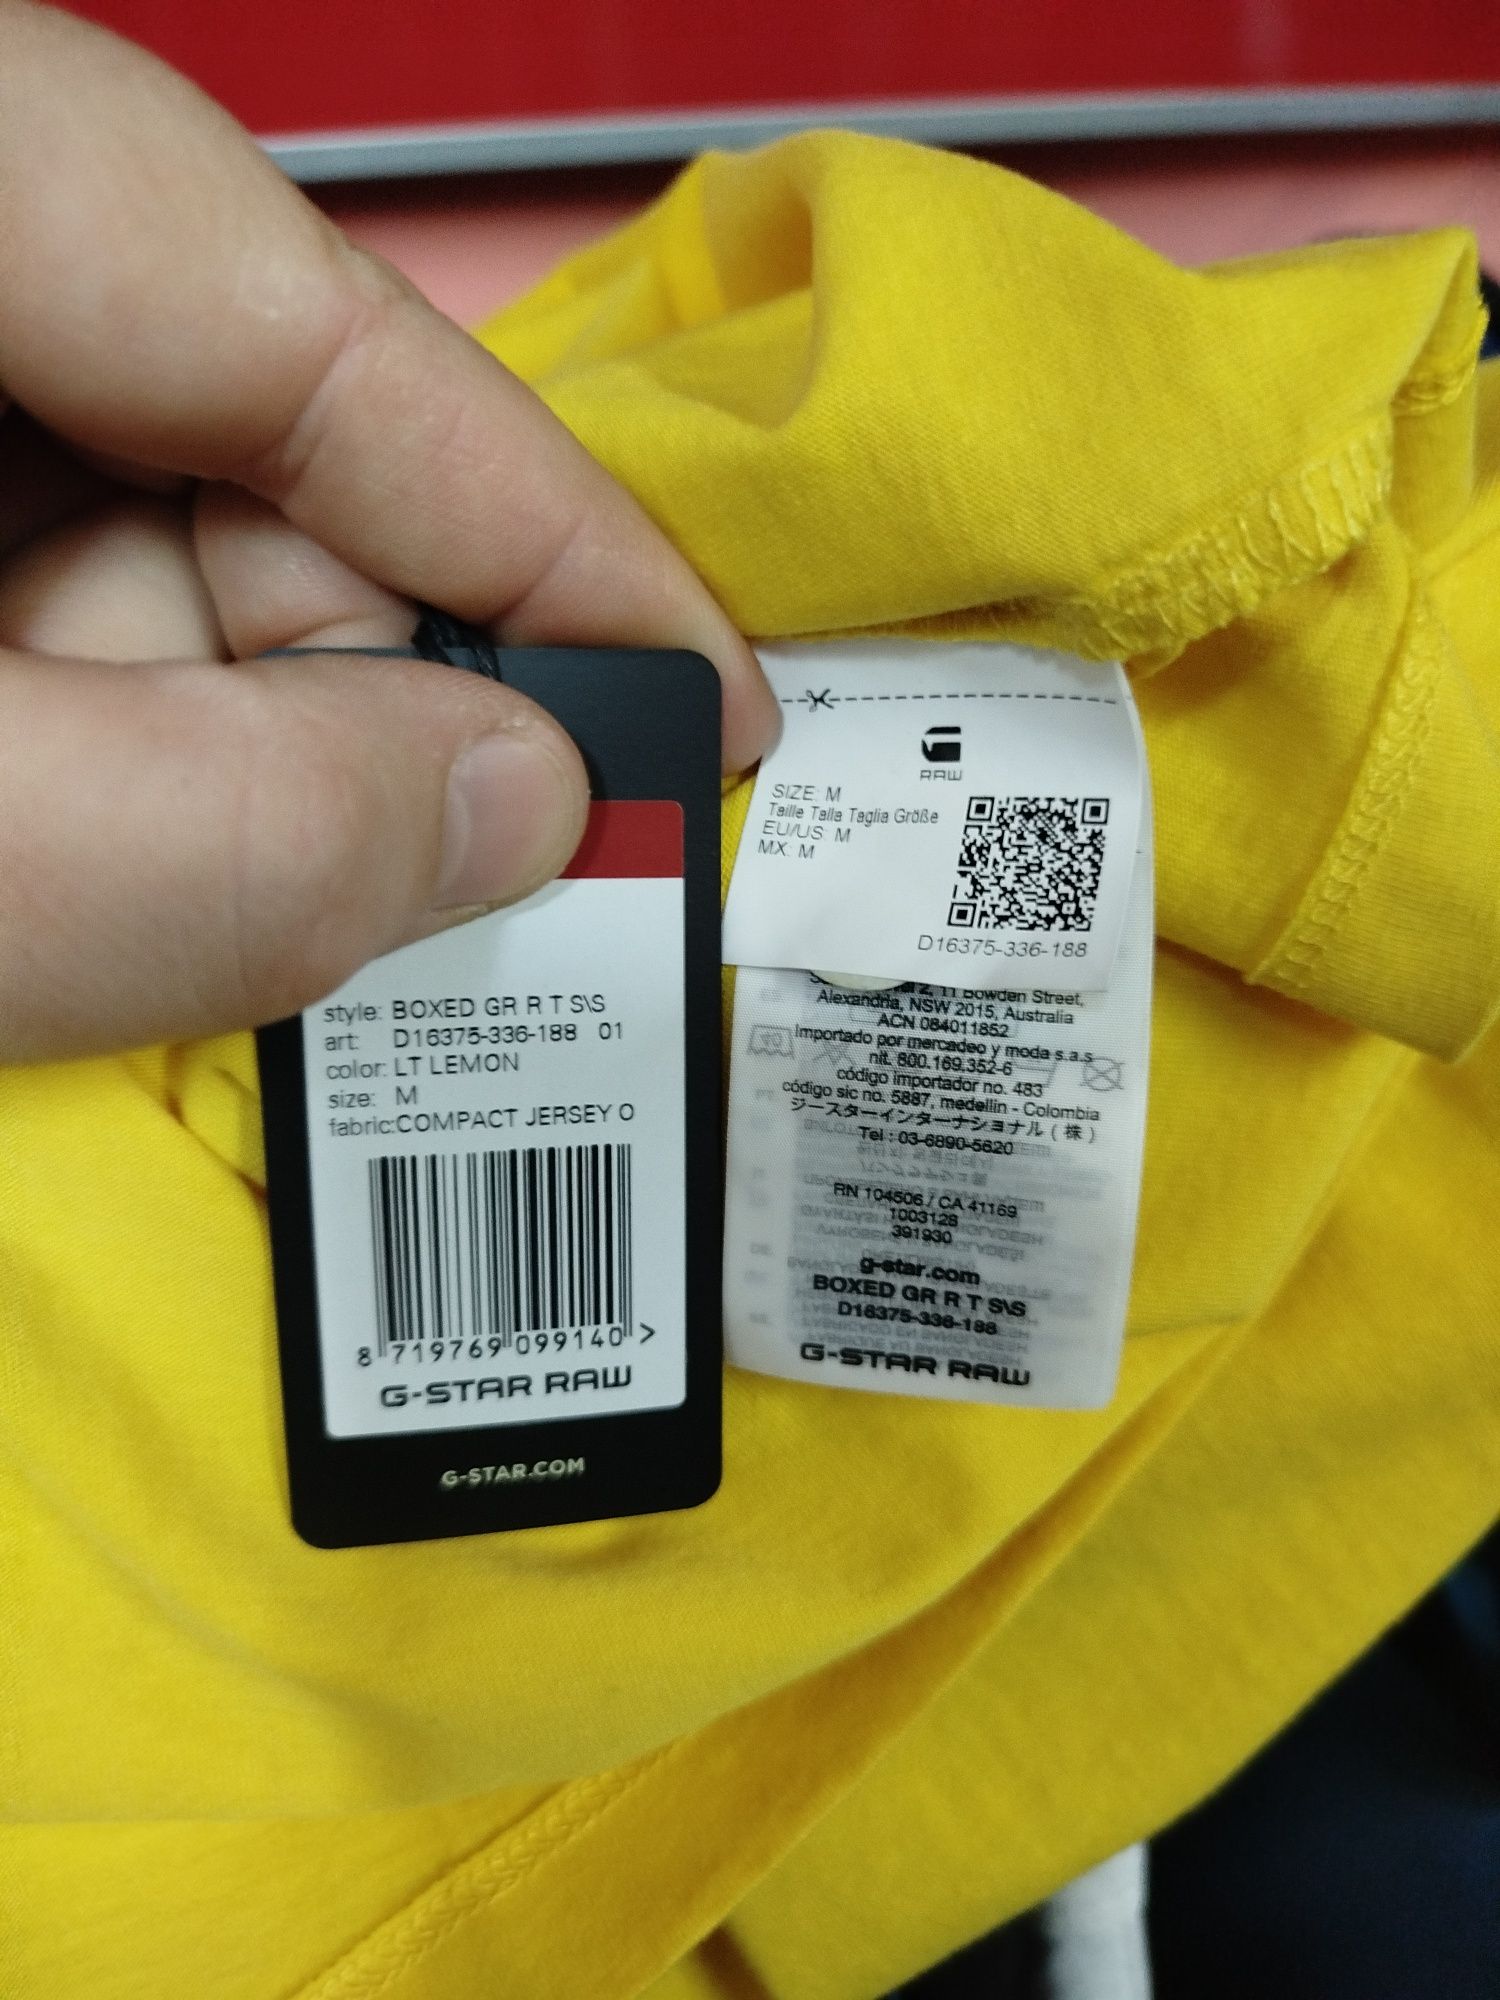 style: BOXED GR R T S\S
art: D16375-336-188 01
color: LT LEMON
size: M
fabric: COMPACT JERSEY O
8 719769 099140 >
G-STAR RAW
G-STAR.COM
RAW
SIZE: M
Taille Talla Taglia Größe
EU/US: M
MX: M
D16375-336-188
2, 11 Bowden Street,
Alexandria, NSW 2015, Australia
ACN 084011852
Importado por mercadeo y moda s.a.s
nit. 800.169.352-6
código importador no. 483
código sic no. 5887, medellin - Colombia
ジースターインターナショナル(株)
Tel : 03-6890-5620
RN 104506 / CA 41169
1003128
391930
g-star.com
BOXED GR R T S\S
D16375-336-188
G-STAR RAW